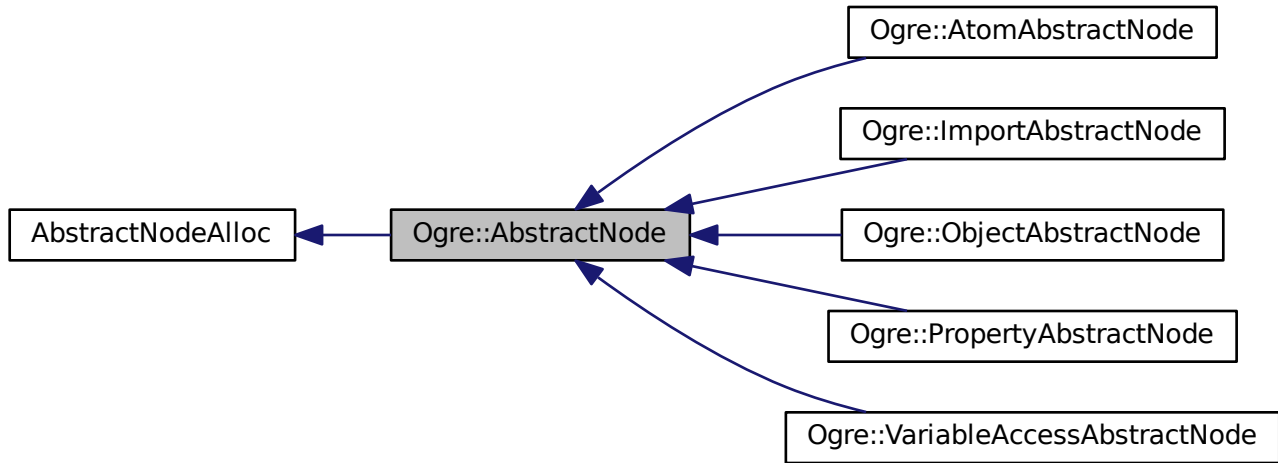 Ogre::AtomAbstractNode
Ogre::ImportAbstractNode
AbstractNodeAlloc
Ogre::AbstractNode
Ogre::ObjectAbstractNode
Ogre::PropertyAbstractNode
Ogre::VariableAccessAbstractNode